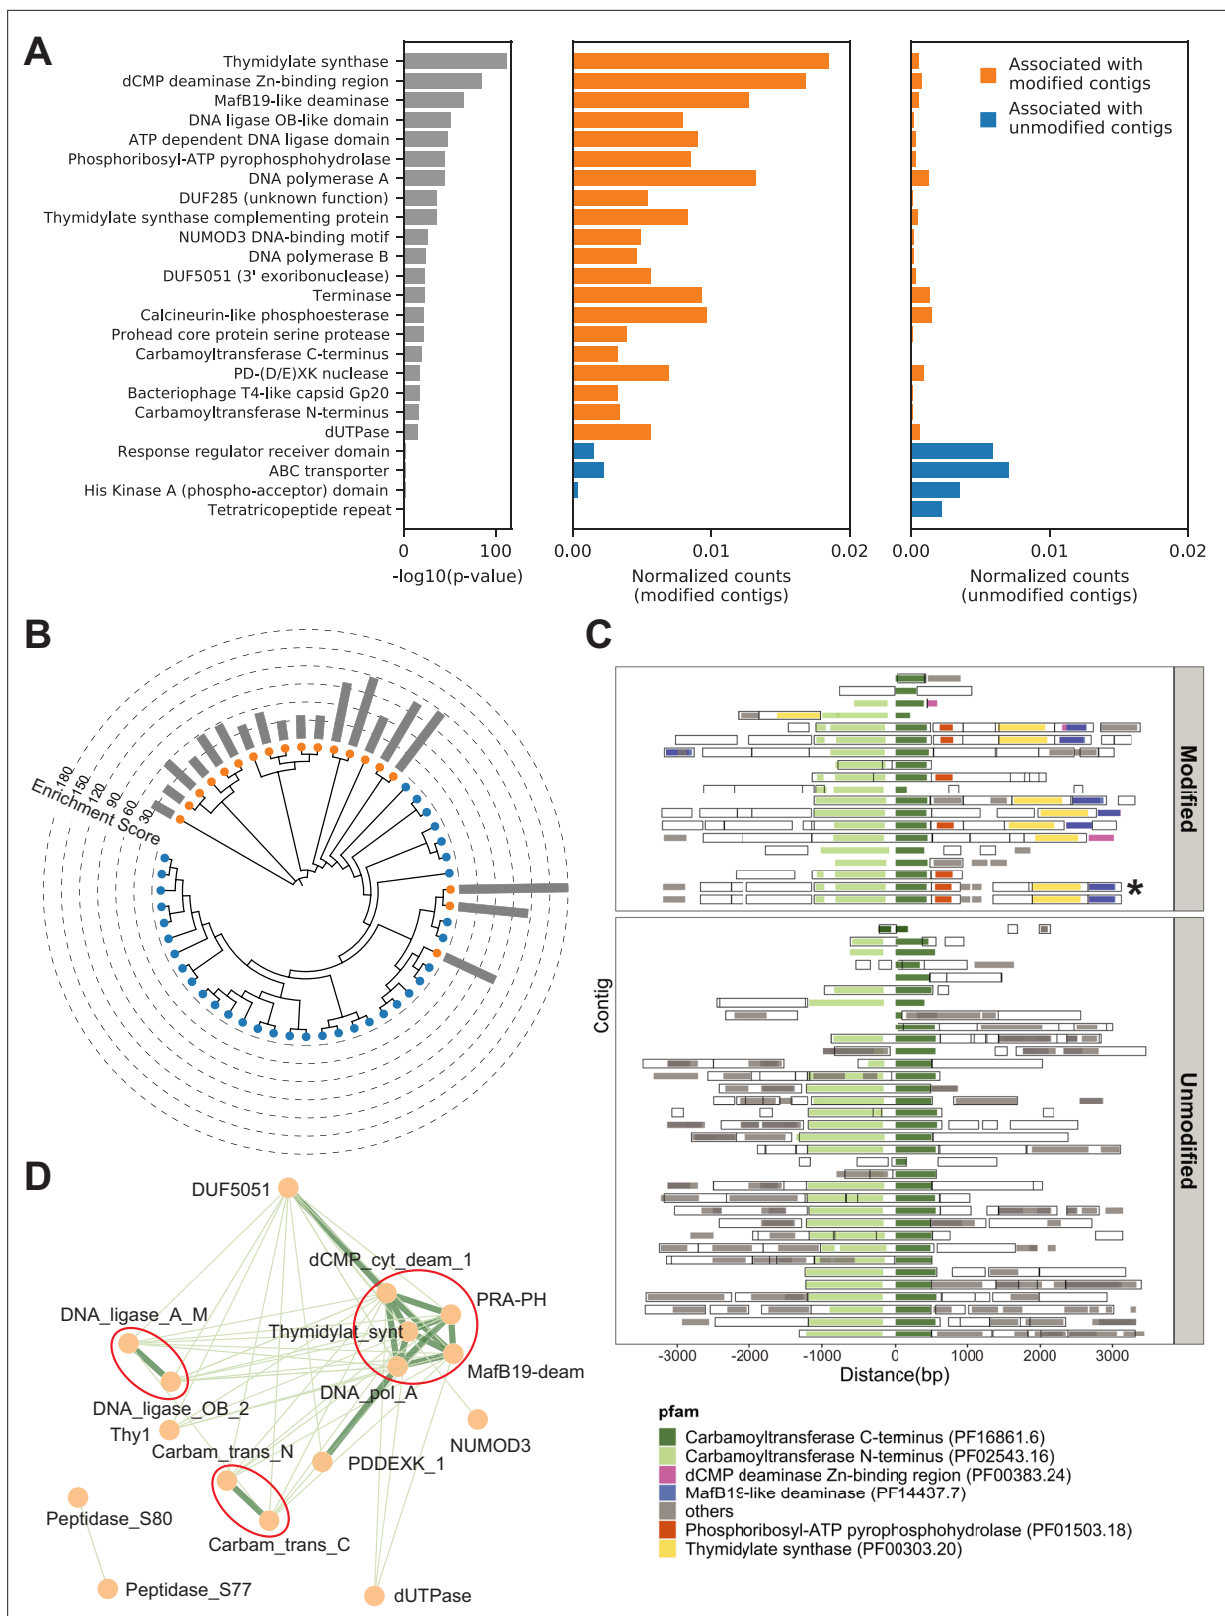 A
Thymidylate synthase
dCMP deaminase Zn-binding region
MafB19-like deaminase
DNA ligase OB-like domain
ATP dependent DNA ligase domain
Phosphoribosyl-ATP pyrophosphohydrolase
DNA polymerase A
DUF285 (unknown function)
Thymidylate synthase complementing protein
NUMOD3 DNA-binding motif
DNA polymerase B
DUF5051 (3' exoribonuclease)
Terminase
Calcineurin-like phosphoesterase
Prohead core protein serine protease
Carbamoyltransferase C-terminus
PD-(D/E)XK nuclease
Bacteriophage T4-like capsid Gp20
Carbamoyltransferase N-terminus
dUTPase
Response regulator receiver domain
ABC transporter
His Kinase A (phospho-acceptor) domain
Tetratricopeptide repeat
0 100
-log10(p-value)
0.00 0.01 0.02
Normalized counts
(modified contigs)
0.00 0.01 0.02
Normalized counts
(unmodified contigs)
Associated with
modified contigs
Associated with
unmodified contigs
B
180
150
120
90
60
30
Enrichment Score
C
Modified
*
Unmodified
Contig
-3000 -2000 -1000 0 1000 2000 3000
Distance(bp)
pfam
Carbamoyltransferase C-terminus (PF16861.6)
Carbamoyltransferase N-terminus (PF02543.16)
dCMP deaminase Zn-binding region (PF00383.24)
MafB19-like deaminase (PF14437.7)
others
Phosphoribosyl-ATP pyrophosphohydrolase (PF01503.18)
Thymidylate synthase (PF00303.20)
D
DUF5051
dCMP_cyt_deam_1
PRA-PH
DNA_ligase_A_M
Thymidylat_synt
MafB19-deam
DNA_pol_A
DNA_ligase_OB_2
Thy1
NUMOD3
Carbam_trans_N
PDDEXK_1
Peptidase_S80
Carbam_trans_C
Peptidase_S77
dUTPase